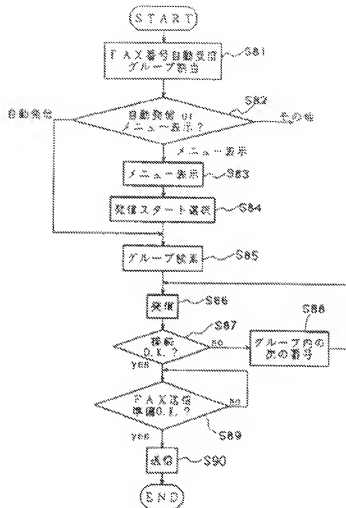 START
FAX番号自動受信
グループ割当
S81
自動発信 or
メニュー表示？
S82
自動発信
その他
メニュー表示
メニュー表示
S83
発信スタート選択
S84
グループ検索
S85
発信
S86
接続
O.K.？
S87
no
yes
グループ内の
次の番号
S88
FAX送信
準備O.K.？
no
S89
yes
送信
S90
END